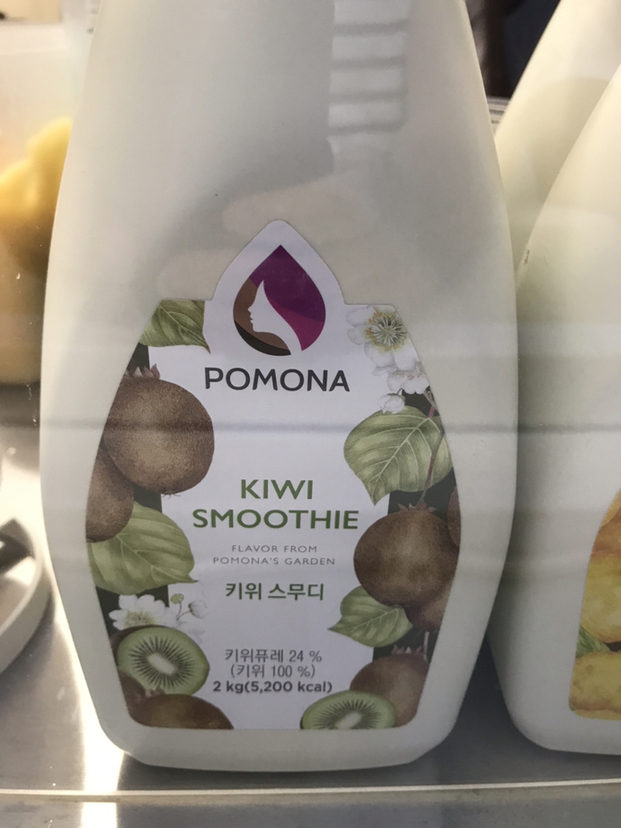 POMONA
KIWI
SMOOTHIE
FLAVOR FROM
POMONA'S GARDEN
키위 스무디
키위퓨레 24 %
(키위 100 %)
2 kg(5,200 kcal)